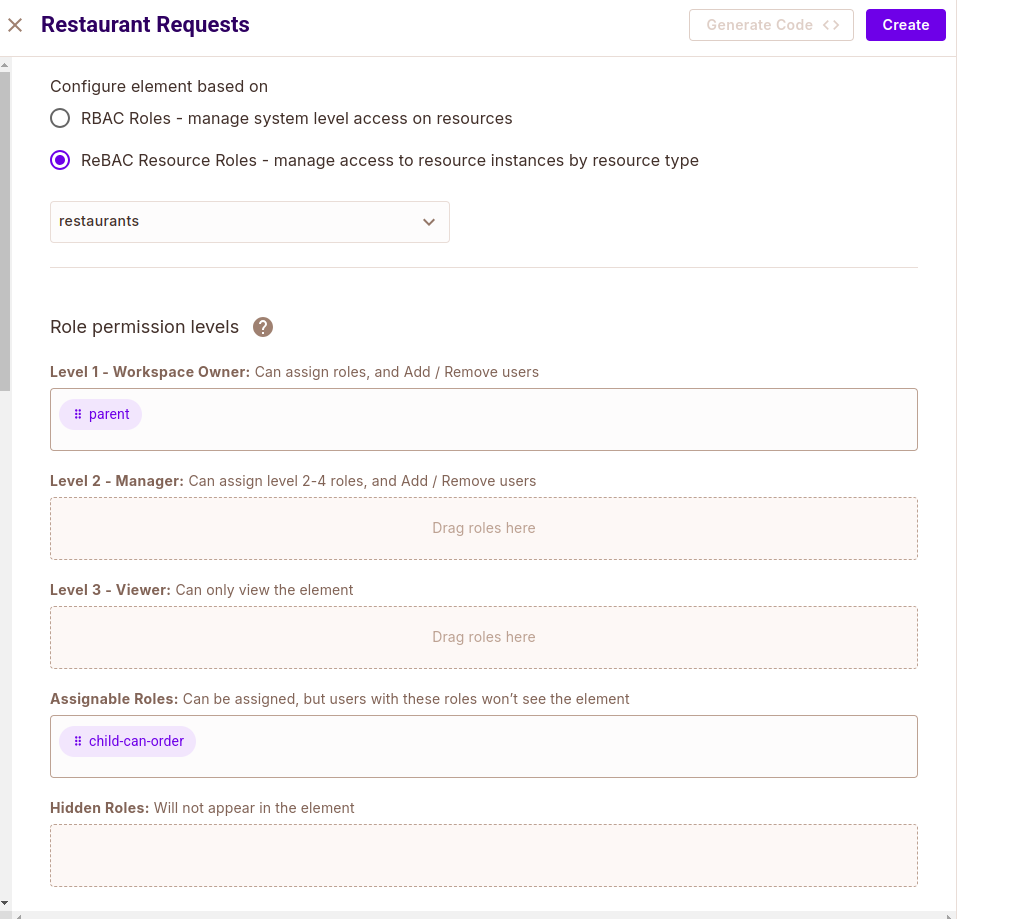 Restaurant Requests
Generate Code <>
Create
Configure element based on
RBAC Roles - manage system level access on resources
ReBAC Resource Roles - manage access to resource instances by resource type
restaurants
Role permission levels ?
Level 1 - Workspace Owner: Can assign roles, and Add / Remove users
parent
Level 2 - Manager: Can assign level 2-4 roles, and Add / Remove users
Drag roles here
Level 3 - Viewer: Can only view the element
Drag roles here
Assignable Roles: Can be assigned, but users with these roles won’t see the element
child-can-order
Hidden Roles: Will not appear in the element